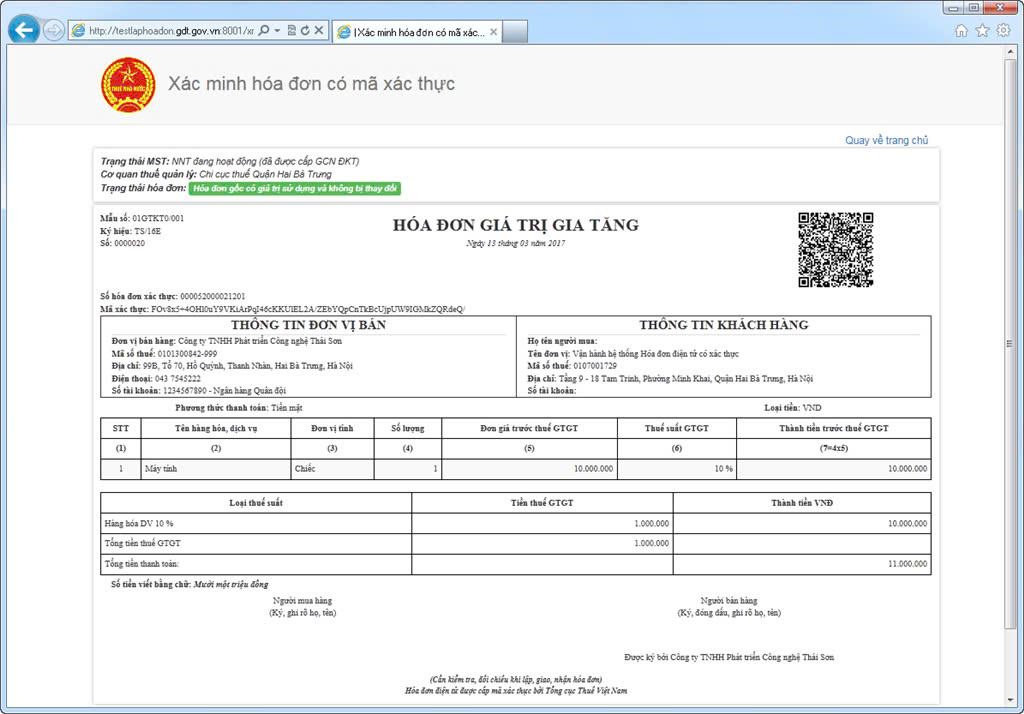 http://testlaphoadon.gdt.gov.vn:8001/xr
[Xác minh hóa đơn có mã xác...
THUẾ NHÀ NƯỚC
Xác minh hóa đơn có mã xác thực
Quay về trang chủ
Trạng thái MST: NNT đang hoạt động (đã được cấp GCN ĐKT)
Cơ quan thuế quản lý: Chi cục thuế Quận Hai Bà Trưng
Trạng thái hóa đơn: Hóa đơn gốc có giá trị sử dụng và không bị thay đổi
Mẫu số: 01GTKT0/001
Ký hiệu: TS/16E
Số: 0000020
HÓA ĐƠN GIÁ TRỊ GIA TĂNG
Ngày 13 tháng 03 năm 2017
Số hóa đơn xác thực: 000052000021201
Mã xác thực:
THÔNG TIN ĐƠN VỊ BÁN
Đơn vị bán hàng: Công ty TNHH Phát triển Công nghệ Thái Sơn
Mã số thuế: 0101300842-999
Địa chỉ: 99B, Tổ 70, Hồ Quỳnh, Thanh Nhàn, Hai Bà Trưng, Hà Nội
Điện thoại: 043 7545222
Số tài khoản: 1234567890 - Ngân hàng Quân đội
THÔNG TIN KHÁCH HÀNG
Họ tên người mua:
Tên đơn vị: Vận hành hệ thống Hóa đơn điện tử có xác thực
Mã số thuế: 0107001729
Địa chỉ: Tầng 9 - 18 Tam Trinh, Phường Minh Khai, Quận Hai Bà Trưng, Hà Nội
Số tài khoản:
Phương thức thanh toán: Tiền mặt
Loại tiền: VND
STT Tên hàng hóa, dịch vụ Đơn vị tính Số lượng Đơn giá trước thuế GTGT Thuế suất GTGT Thành tiền trước thuế GTGT
(1) (2) (3) (4) (5) (6) (7=4x5)
1 Máy tính Chiếc 1 10.000.000 10 % 10.000.000
Loại thuế suất Tiền thuế GTGT Thành tiền VNĐ
Hàng hóa DV 10 % 1.000.000 10.000.000
Tổng tiền thuế GTGT 1.000.000
Tổng tiền thanh toán: 11.000.000
Số tiền viết bằng chữ: Mười một triệu đồng
Người mua hàng
(Ký, ghi rõ họ, tên)
Người bán hàng
(Ký, đóng dấu, ghi rõ họ, tên)
Được ký bởi Công ty TNHH Phát triển Công nghệ Thái Sơn
(Cần kiểm tra, đối chiếu khi lập, giao, nhận hóa đơn)
Hóa đơn điện tử được cấp mã xác thực bởi Tổng cục Thuế Việt Nam